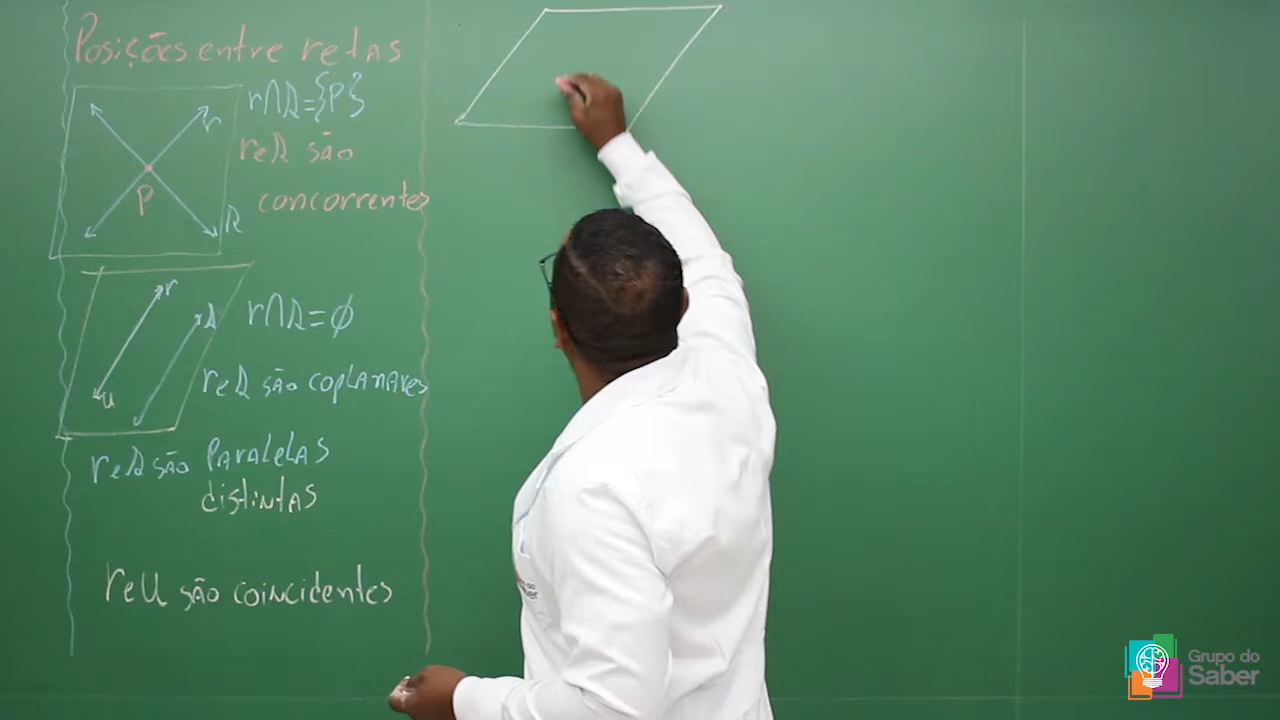 Posições entre retas
r∩s={P}
r
r e s são
P
concorrentes
s
r
s
r∩s=∅
u
r e s são coplanares
r e s são paralelas
distintas
r e u são coincidentes
Grupo do
Saber